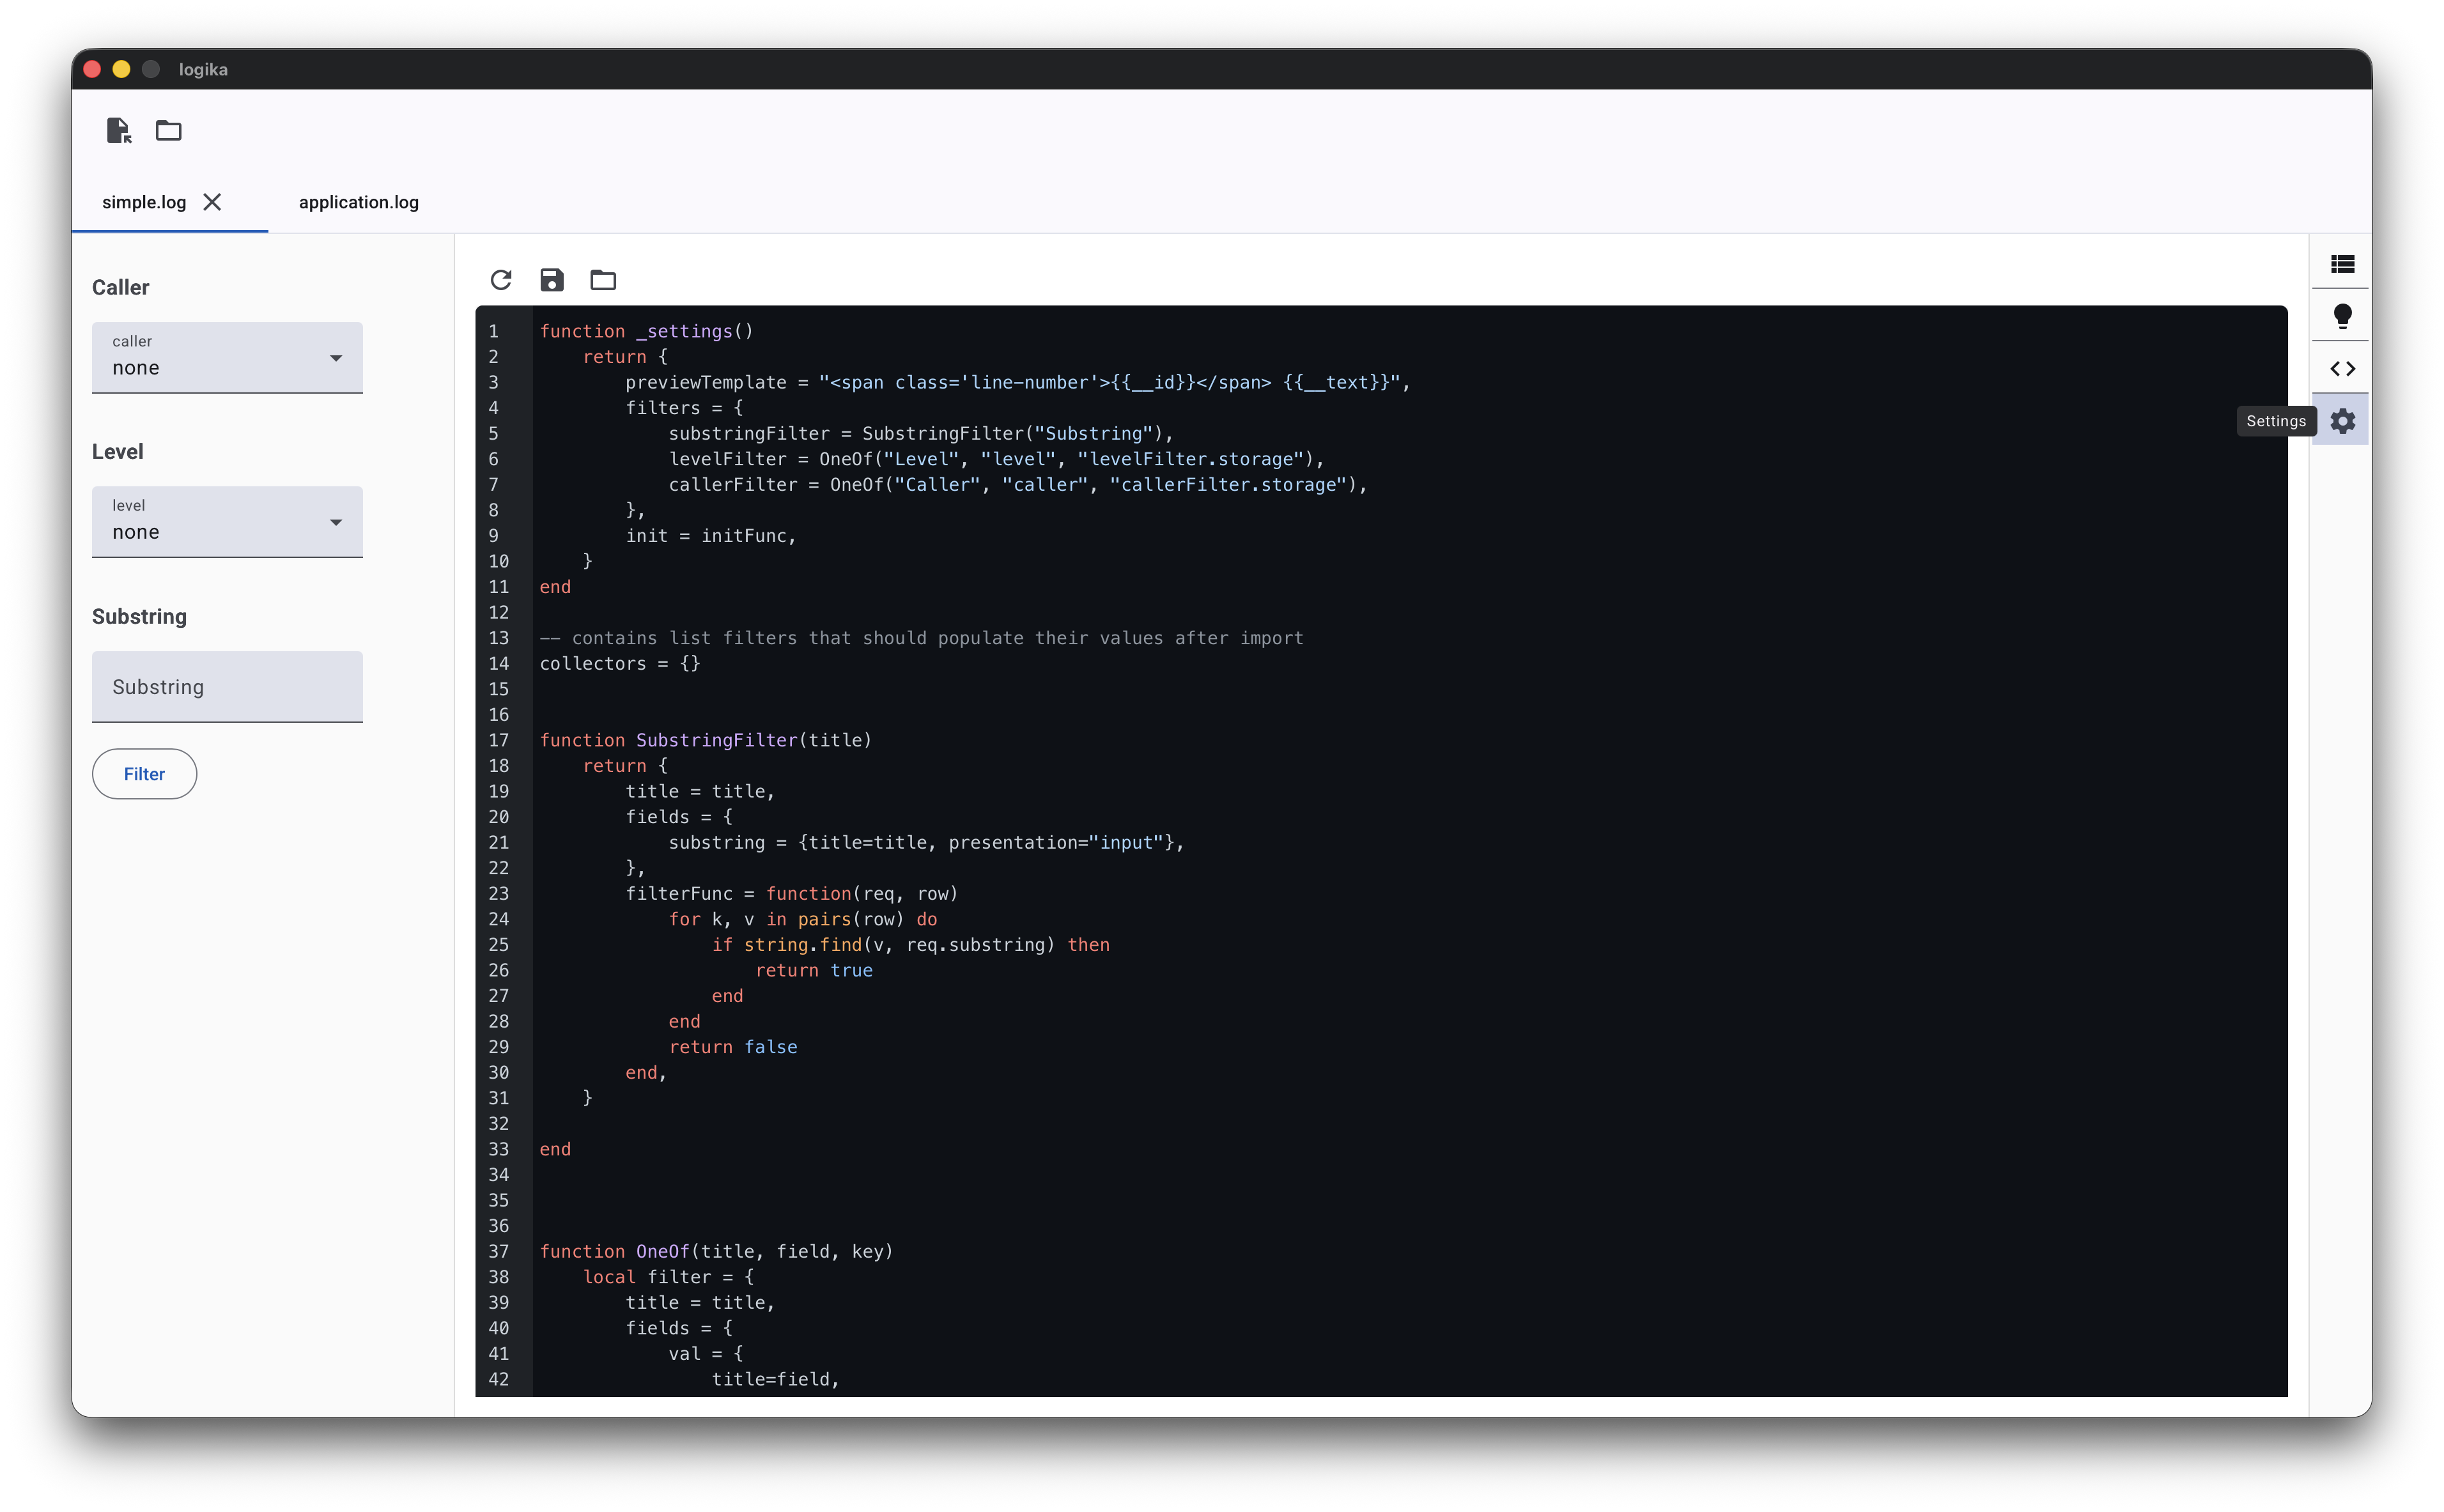 logika
simple.log
application.log
Caller
caller
none
Level
level
none
Substring
Substring
Filter
1 function _settings()
2     return {
3         previewTemplate = "<span class='line-number'>{{__id}}</span> {{__text}}",
4         filters = {
5             substringFilter = SubstringFilter("Substring"),
6             levelFilter = OneOf("Level", "level", "levelFilter.storage"),
7             callerFilter = OneOf("Caller", "caller", "callerFilter.storage"),
8         },
9         init = initFunc,
10     }
11 end
12
13 -- contains list filters that should populate their values after import
14 collectors = {}
15
16
17 function SubstringFilter(title)
18     return {
19         title = title,
20         fields = {
21             substring = {title=title, presentation="input"},
22         },
23         filterFunc = function(req, row)
24             for k, v in pairs(row) do
25                 if string.find(v, req.substring) then
26                     return true
27                 end
28             end
29             return false
30         end,
31     }
32
33 end
34
35
36
37 function OneOf(title, field, key)
38     local filter = {
39         title = title,
40         fields = {
41             val = {
42                 title=field,
Settings